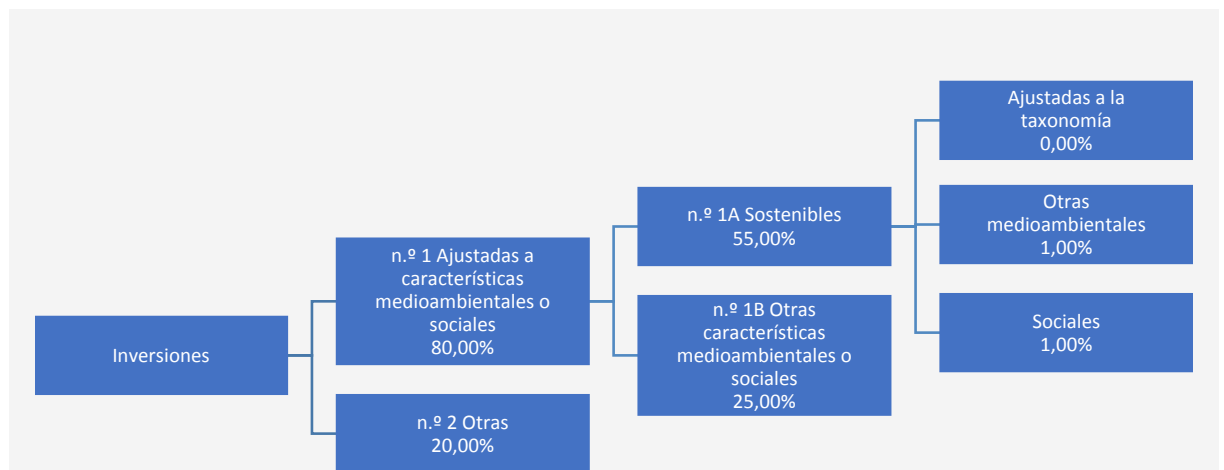 Inversiones
n.º 1 Ajustadas a
características
medioambientales o
sociales
80,00%
n.º 2 Otras
20,00%
n.º 1A Sostenibles
55,00%
n.º 1B Otras
características
medioambientales o
sociales
25,00%
Ajustadas a la
taxonomía
0,00%
Otras
medioambientales
1,00%
Sociales
1,00%